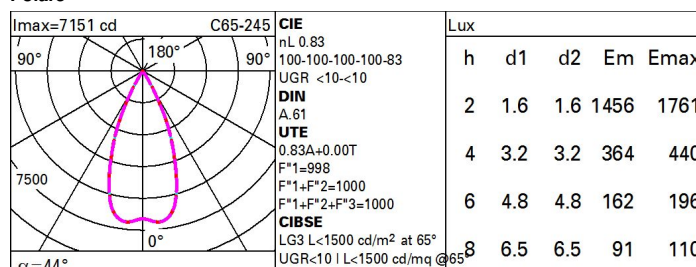 Imax=7151 cd C65-245
90° 180° 90°
7500
0°
α=44°
CIE
nL 0.83
100-100-100-100-83
UGR <10-<10
DIN
A.61
UTE
0.83A+0.00T
F"1=998
F"1+F"2=1000
F"1+F"2+F"3=1000
CIBSE
LG3 L<1500 cd/m² at 65°
UGR<10 | L<1500 cd/mq @65°
Lux
h d1 d2 Em Emax
2 1.6 1.6 1456 1761
4 3.2 3.2 364 440
6 4.8 4.8 162 196
8 6.5 6.5 91 110